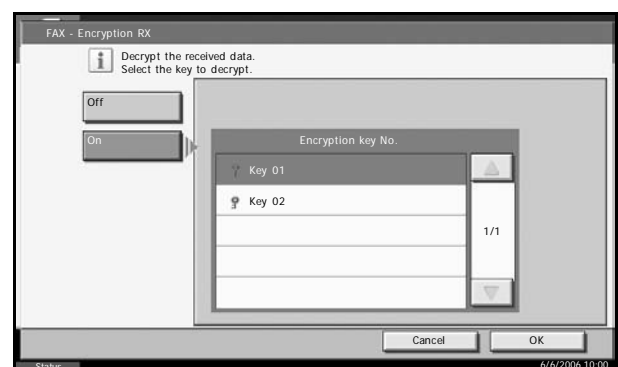 FAX - Encryption RX
Decrypt the received data.
Select the key to decrypt.
Off
On
Encryption key No.
Key 01
Key 02
1/1
Cancel
OK
Status
6/6/2006 10:00